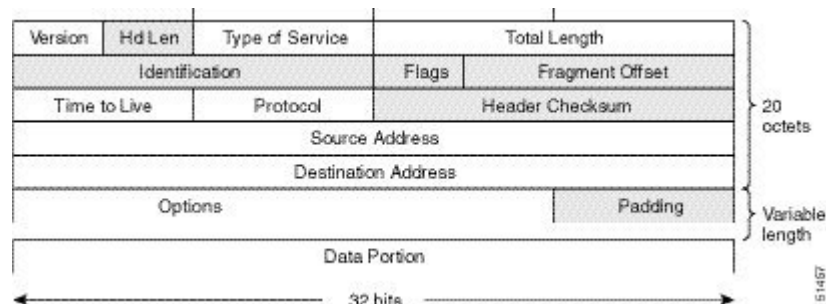 Version Hd Len Type of Service Total Length
Identification Flags Fragment Offset
Time to Live Protocol Header Checksum
20
octets
Source Address
Destination Address
Options Padding
Variable
length
Data Portion
32 bits
51457